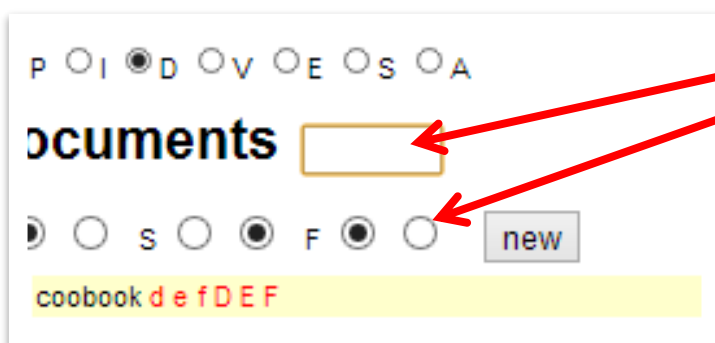 P I D V E S A
ocuments
S F new
coobook d e f D E F